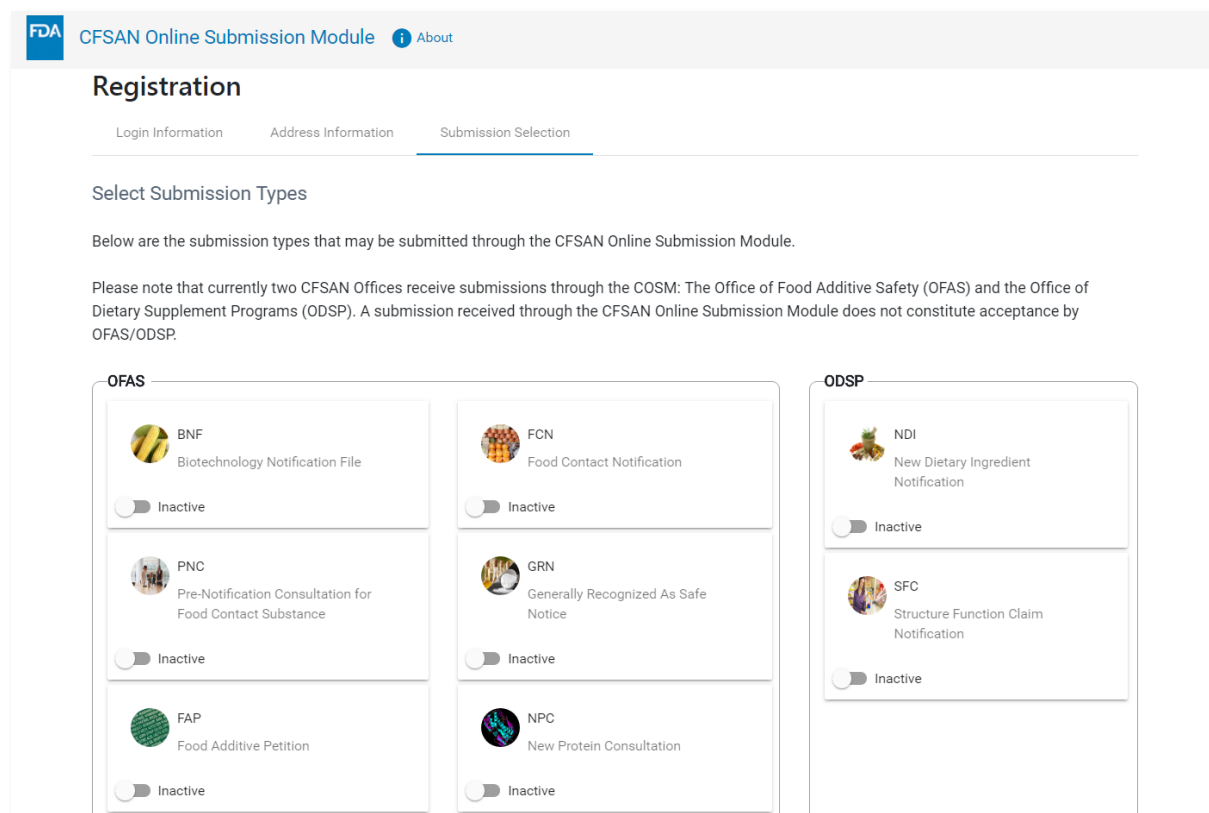 FDA
CFSAN Online Submission Module
i
About
Registration
Login Information
Address Information
Submission Selection
Select Submission Types
Below are the submission types that may be submitted through the CFSAN Online Submission Module.
Please note that currently two CFSAN Offices receive submissions through the COSM: The Office of Food Additive Safety (OFAS) and the Office of
Dietary Supplement Programs (ODSP). A submission received through the CFSAN Online Submission Module does not constitute acceptance by
OFAS/ODSP.
OFAS
BNF
Biotechnology Notification File
Inactive
FCN
Food Contact Notification
Inactive
PNC
Pre-Notification Consultation for
Food Contact Substance
Inactive
GRN
Generally Recognized As Safe
Notice
Inactive
FAP
Food Additive Petition
Inactive
NPC
New Protein Consultation
Inactive
ODSP
NDI
New Dietary Ingredient
Notification
Inactive
SFC
Structure Function Claim
Notification
Inactive